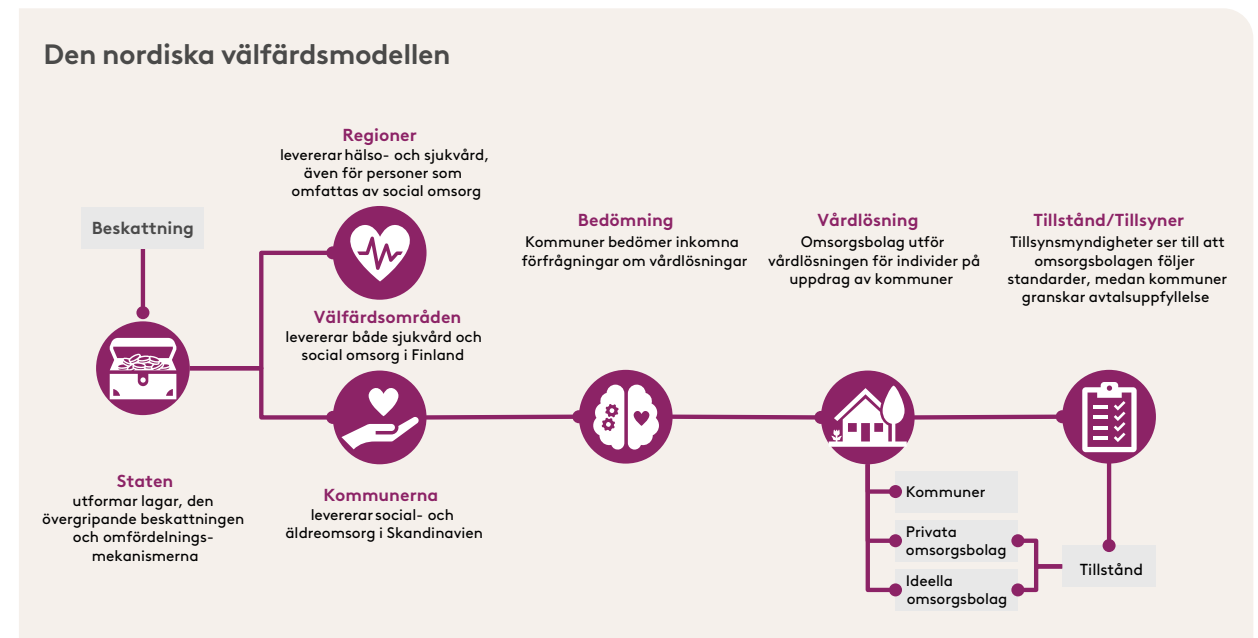 Den nordiska välfärdsmodellen
Beskattning
Staten
utformar lagar, den
övergripande beskattningen
och omfördelnings-
mekanismerna
Regioner
levererar hälso- och sjukvård,
även för personer som
omfattas av social omsorg
Välfärdsområden
levererar både sjukvård och
social omsorg i Finland
Kommunerna
levererar social- och
äldreomsorg i Skandinavien
Bedömning
Kommuner bedömer inkomna
förfrågningar om vårdlösningar
Vårdlösning
Omsorgsbolag utför
vårdlösningen för individer på
uppdrag av kommuner
Kommuner
Privata
omsorgsbolag
Ideella
omsorgsbolag
Tillstånd/Tillsyner
Tillsynsmyndigheter ser till att
omsorgsbolagen följer
standarder, medan kommuner
granskar avtalsuppfyllelse
Tillstånd